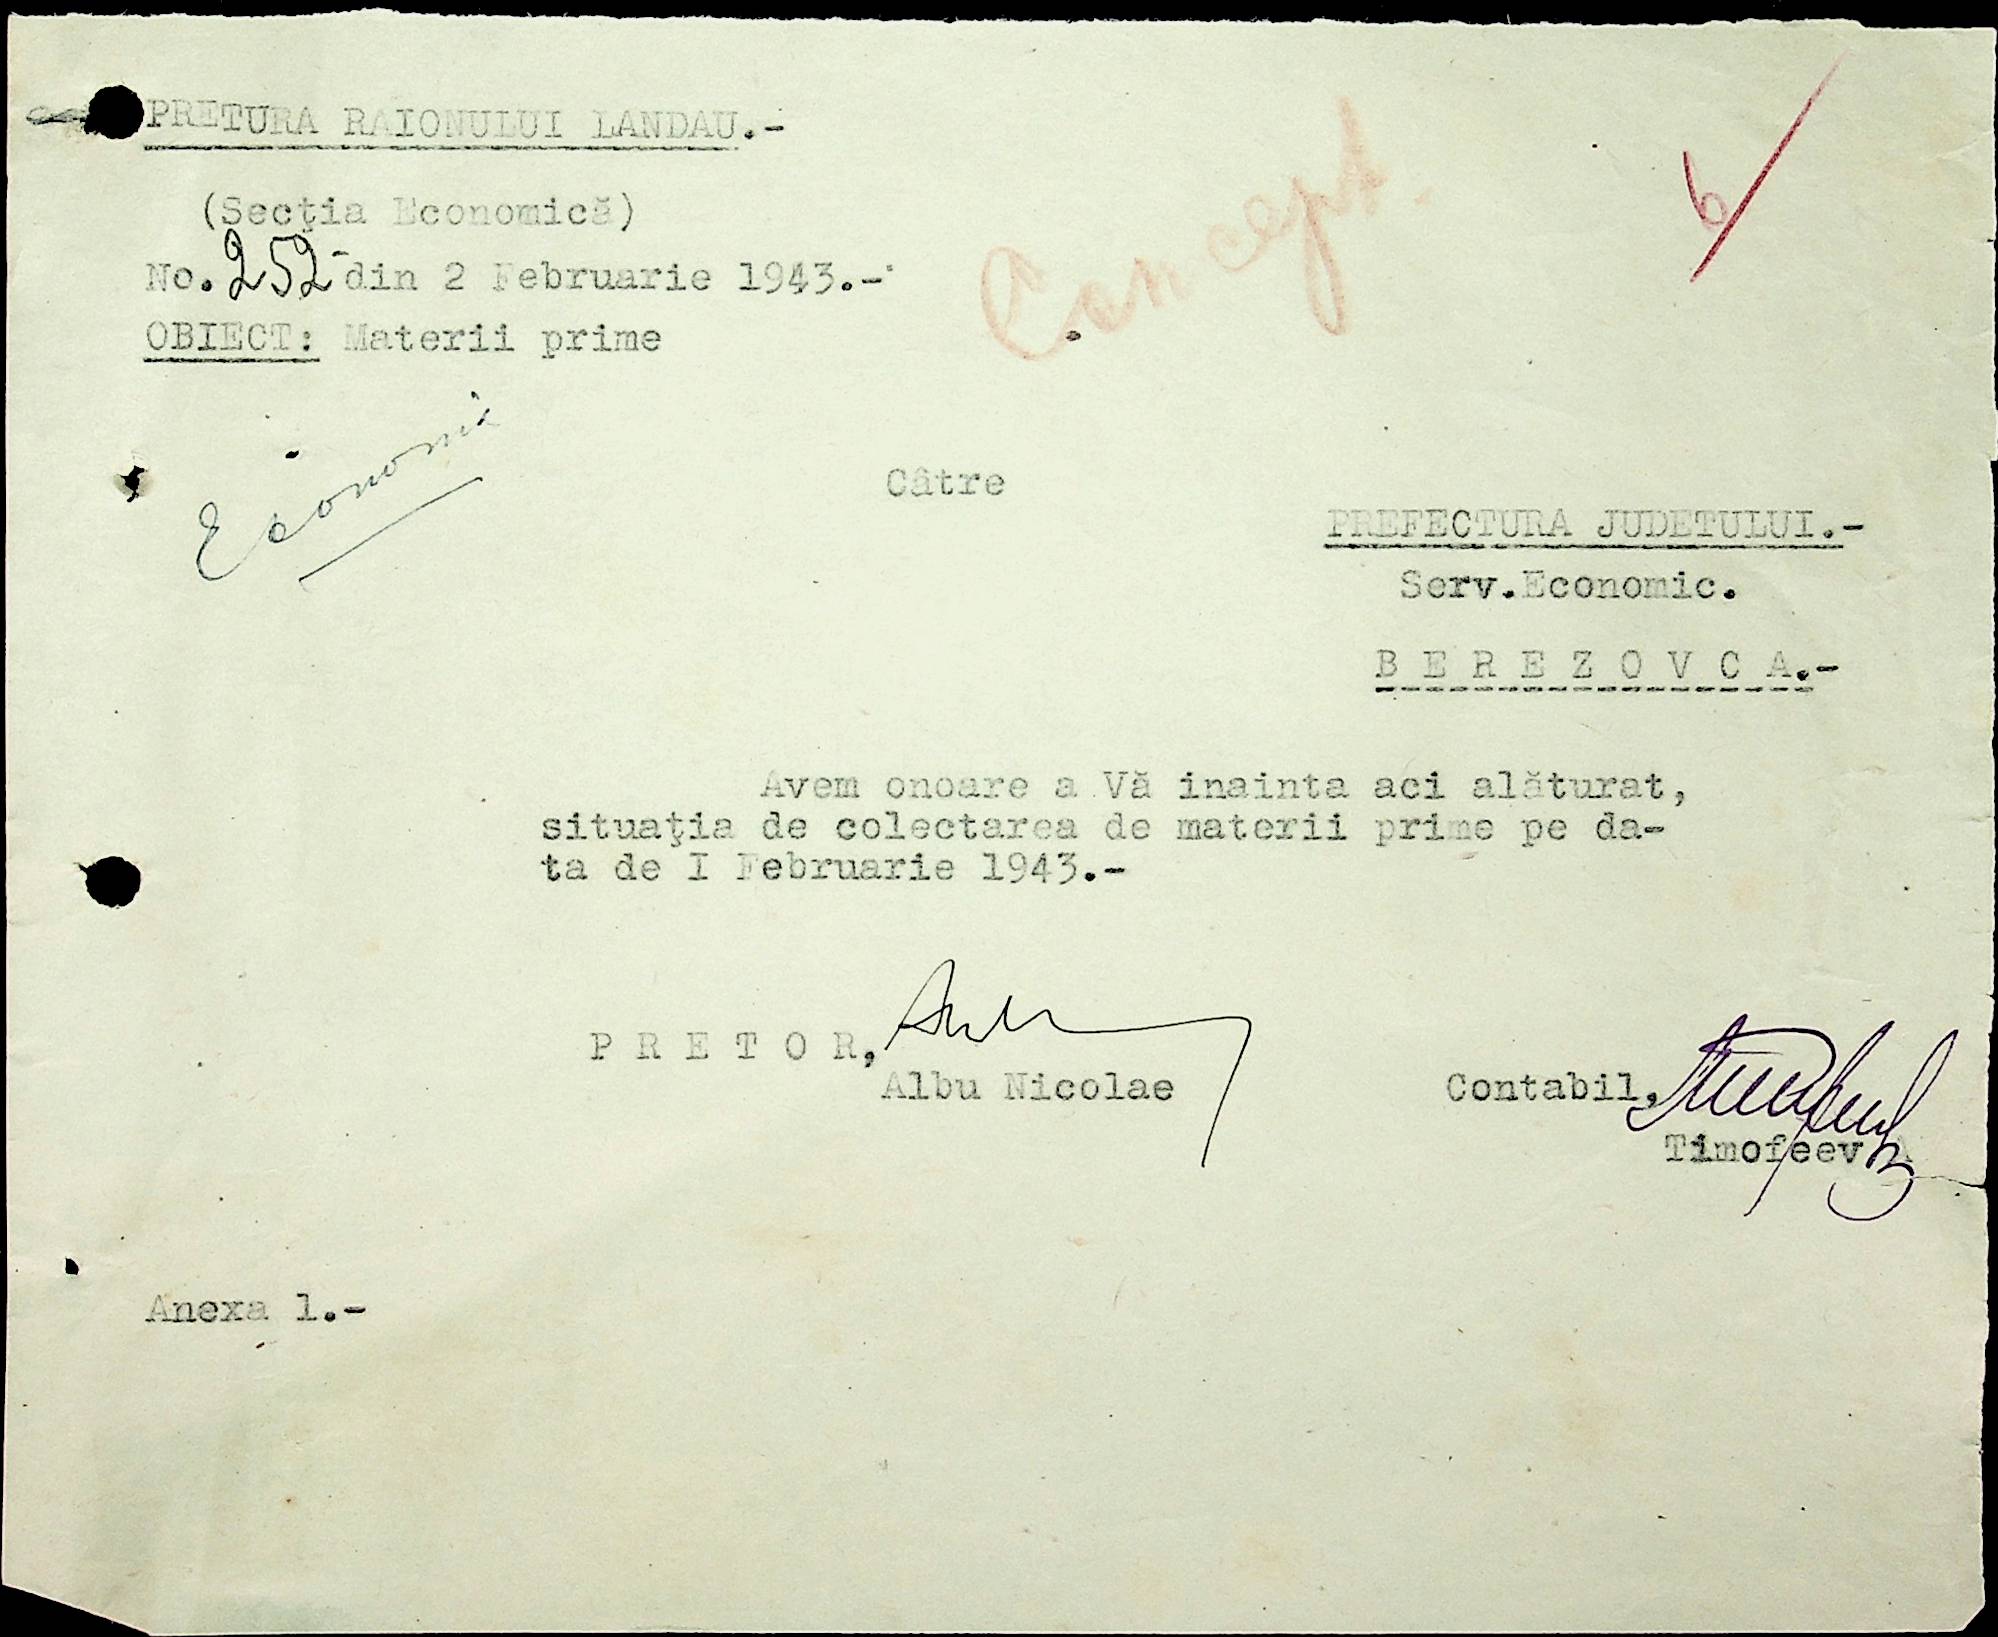 PRETURA RAIONULUI LANDAU.-
(Secţia Economică)
No. 252 din 2 Februarie 1943.-
OBIECT: Materii prime
Concept.
6
Economic
Câtre
PREFECTURA JUDETULUI.-
Serv.Economic.
B E R E Z O V C A.-
Avem onoare a Vă inainta aci alăturat,
situaţia de colectarea de materii prime pe da-
ta de I Februarie 1943.-
P R E T O R,
Albu Nicolae
Contabil,
Timofeev A
Anexa 1.-